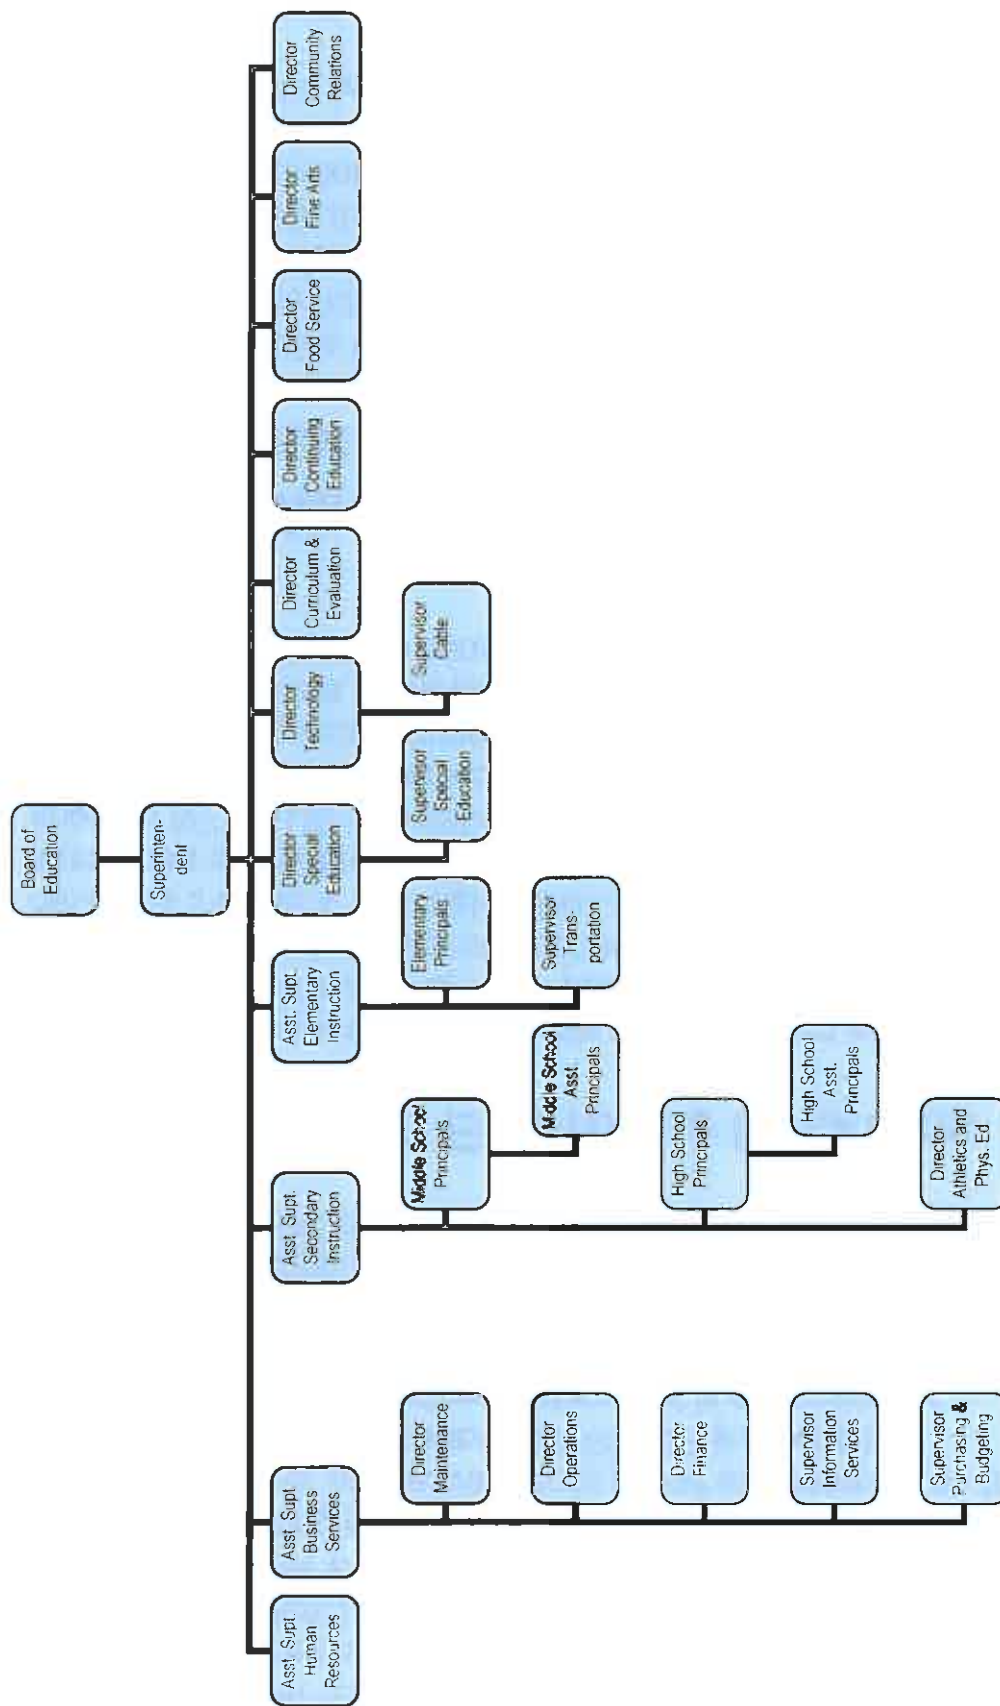 Board of
Education
Superinten-
dent
Asst. Supt.
Human
Resources
Asst. Supt.
Business
Services
Asst. Supt.
Secondary
Instruction
Asst. Supt.
Elementary
Instruction
Director
Special
Education
Director
Technology
Director
Curriculum &
Evaluation
Director
Continuing
Education
Director
Food Service
Director
Fine Arts
Director
Community
Relations
Director
Maintenance
Middle School
Principals
Elementary
Principals
Supervisor
Special
Education
Supervisor
Cable
Director
Operations
Middle School
Asst.
Principals
Supervisor
Trans-
portation
Director
Finance
High School
Principals
Supervisor
Information
Services
High School
Asst.
Principals
Supervisor
Purchasing &
Budgeting
Director
Athletics and
Phys. Ed.